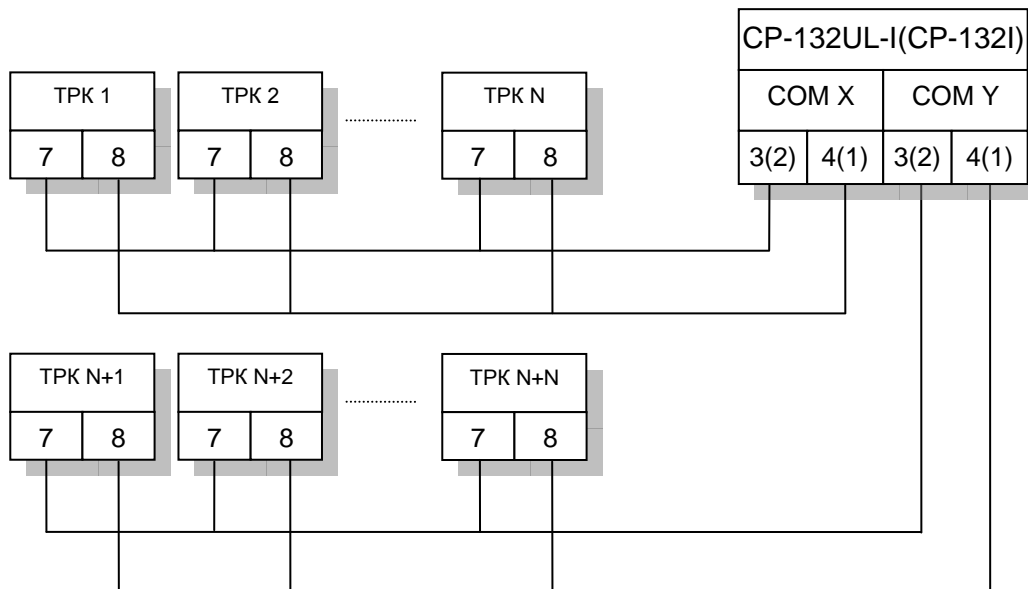 CP-132UL-I(CP-132I)
COM X COM Y
3(2) 4(1) 3(2) 4(1)
ТРК 1 ТРК 2 ................. ТРК N
7 8 7 8 7 8
ТРК N+1 ТРК N+2 ................. ТРК N+N
7 8 7 8 7 8